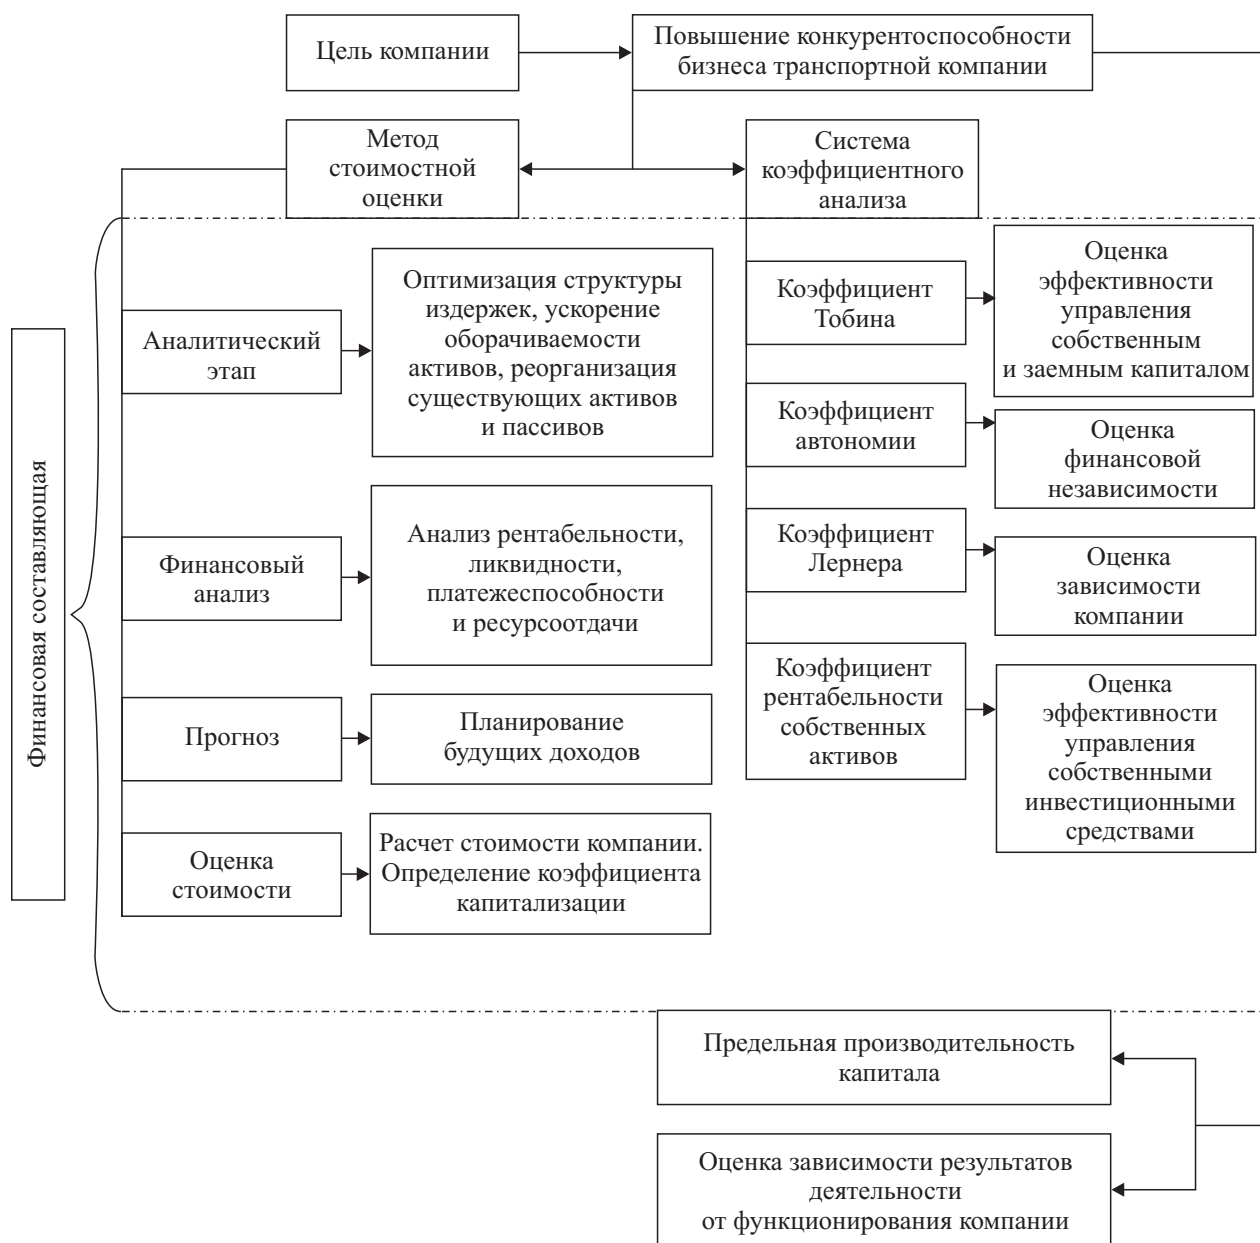 Цель компании
Повышение конкурентоспособности
бизнеса транспортной компании
Метод
стоимостной
оценки
Система
коэффициентного
анализа
Финансовая составляющая
Аналитический
этап
Оптимизация структуры
издержек, ускорение
оборачиваемости
активов, реорганизация
существующих активов
и пассивов
Финансовый
анализ
Анализ рентабельности,
ликвидности,
платежеспособности
и ресурсоотдачи
Прогноз
Планирование
будущих доходов
Оценка
стоимости
Расчет стоимости компании.
Определение коэффициента
капитализации
Коэффициент
Тобина
Оценка
эффективности
управления
собственным
и заемным капиталом
Коэффициент
автономии
Оценка
финансовой
независимости
Коэффициент
Лернера
Оценка
зависимости
компании
Коэффициент
рентабельности
собственных
активов
Оценка
эффективности
управления
собственными
инвестиционными
средствами
Предельная производительность
капитала
Оценка зависимости результатов
деятельности
от функционирования компании